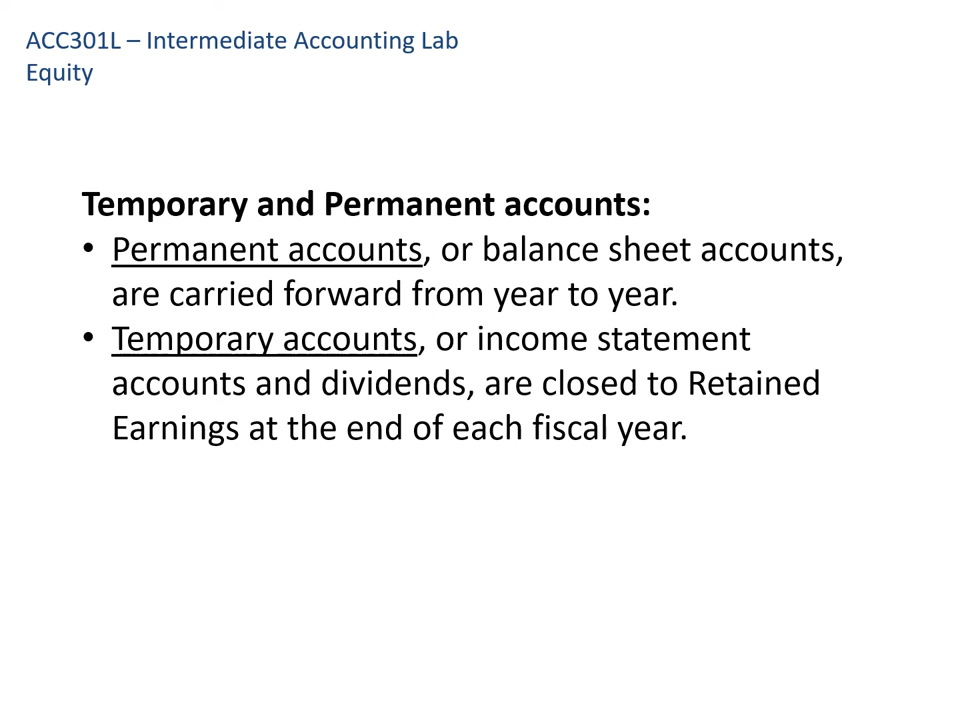 ACC301L – Intermediate Accounting Lab
Equity
Temporary and Permanent accounts:
• Permanent accounts, or balance sheet accounts,
are carried forward from year to year.
• Temporary accounts, or income statement
accounts and dividends, are closed to Retained
Earnings at the end of each fiscal year.